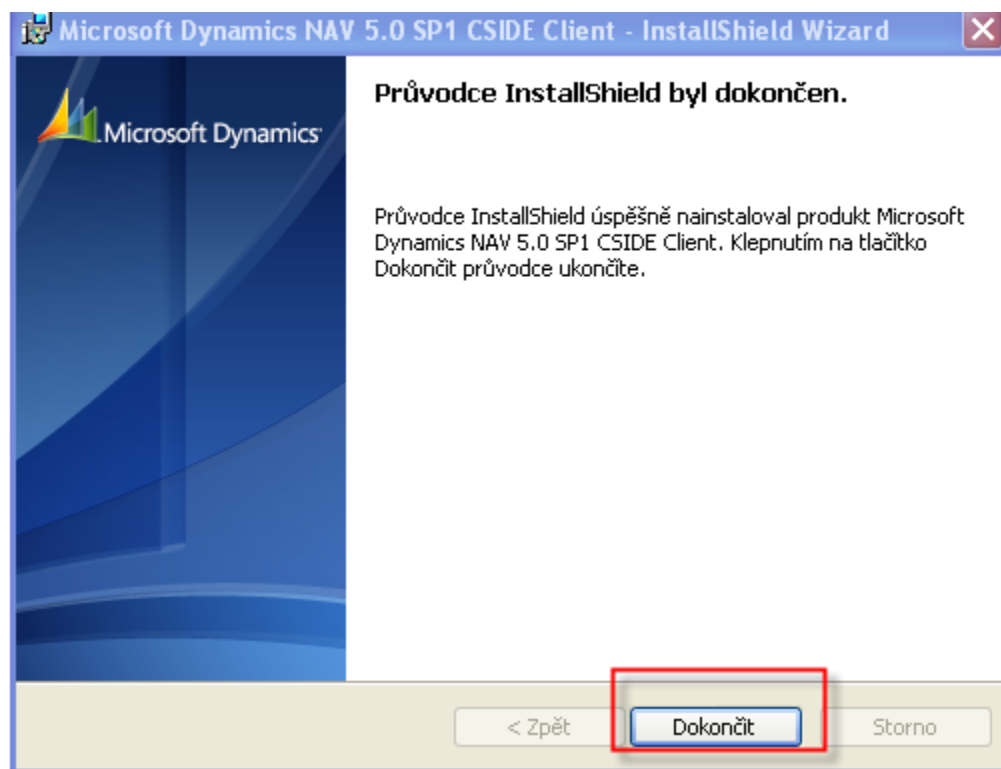 Microsoft Dynamics NAV 5.0 SP1 CSIDE Client - InstallShield Wizard
Microsoft Dynamics
Průvodce InstallShield byl dokončen.
Průvodce InstallShield úspěšně nainstaloval produkt Microsoft
Dynamics NAV 5.0 SP1 CSIDE Client. Klepnutím na tlačítko
Dokončit průvodce ukončíte.
< Zpět
Dokončit
Storno